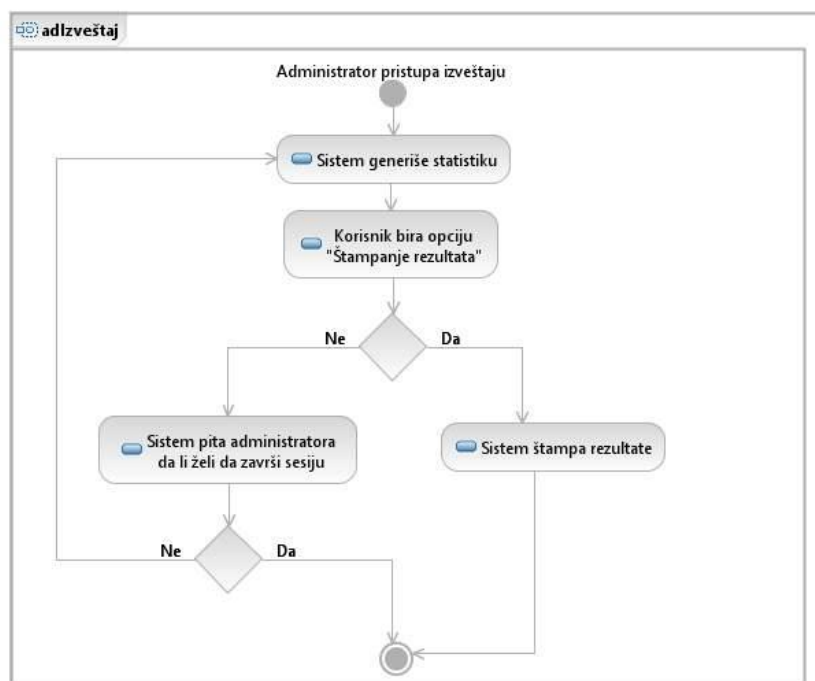 adIzveštaj
Administrator pristupa izveštaju
Sistem generiše statistiku
Korisnik bira opciju
"Štampanje rezultata"
Ne
Da
Sistem pita administratora
da li želi da završi sesiju
Sistem štampa rezultate
Ne
Da